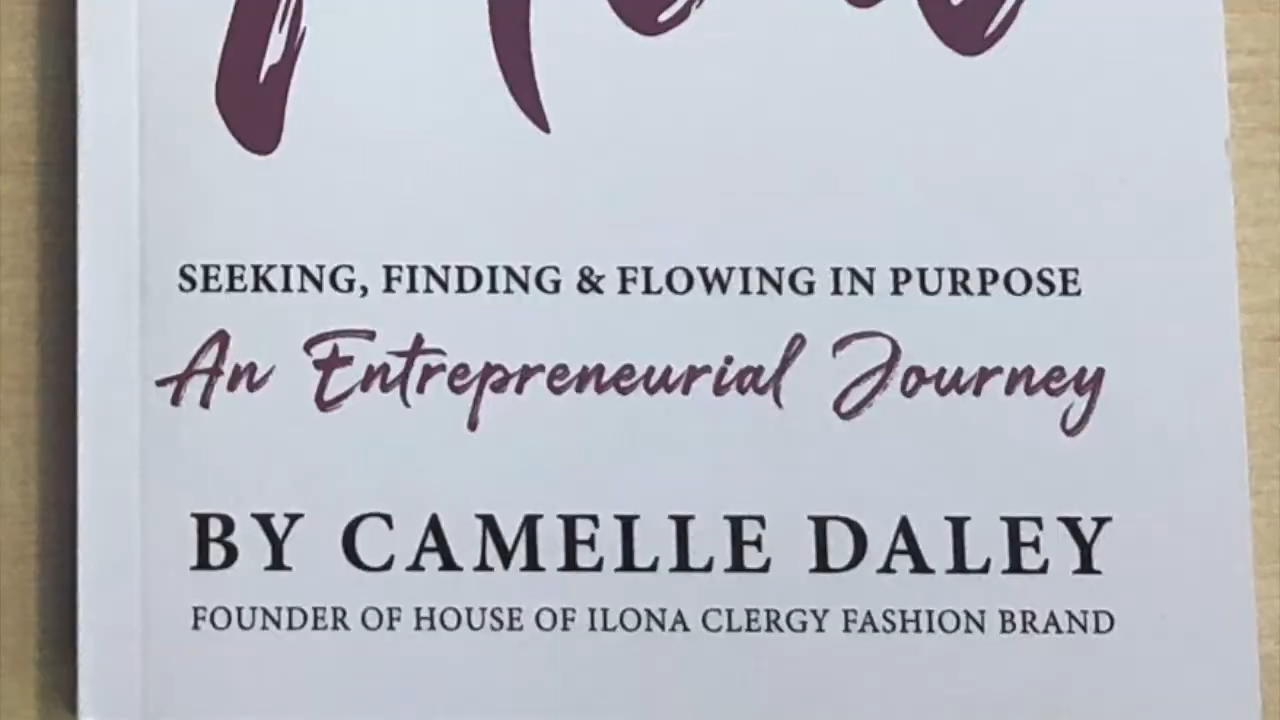 SEEKING, FINDING & FLOWING IN PURPOSE
An Entrepreneurial Journey
BY CAMELLE DALEY
FOUNDER OF HOUSE OF ILONA CLERGY FASHION BRAND